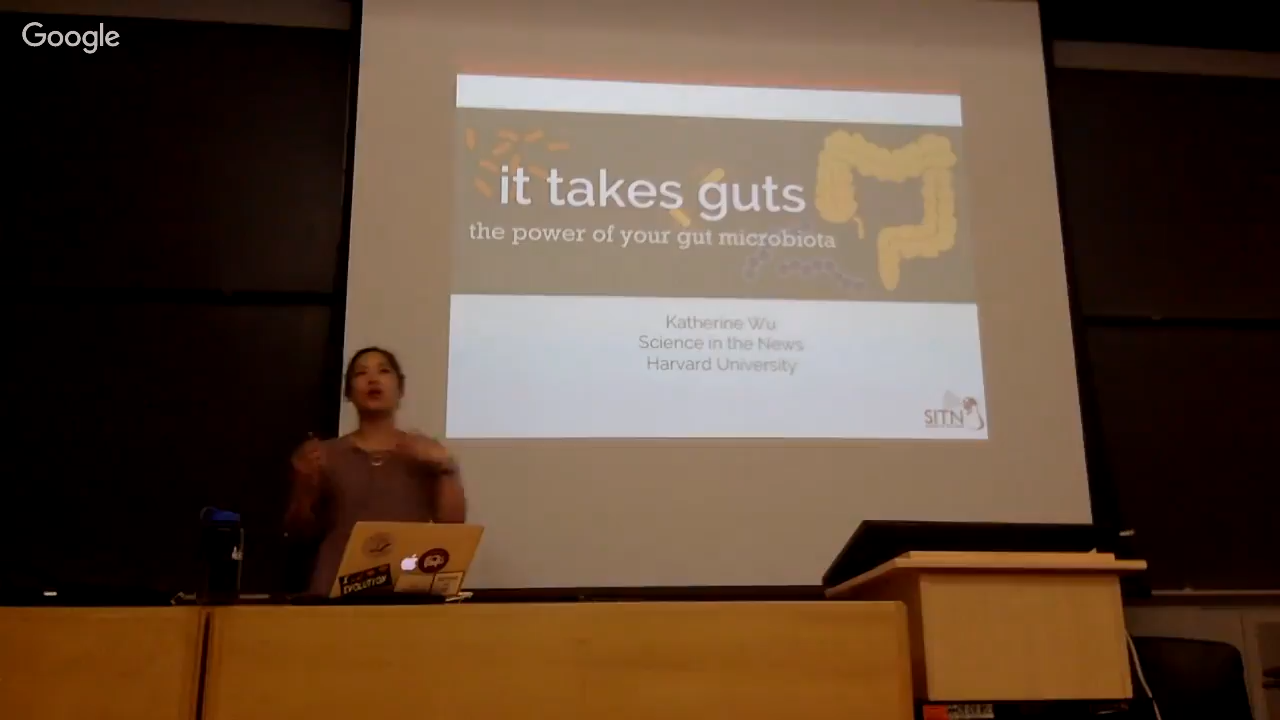 Google
it takes guts
the power of your gut microbiota
Katherine Wu
Science in the News
Harvard University
SITN
EVOLUTION